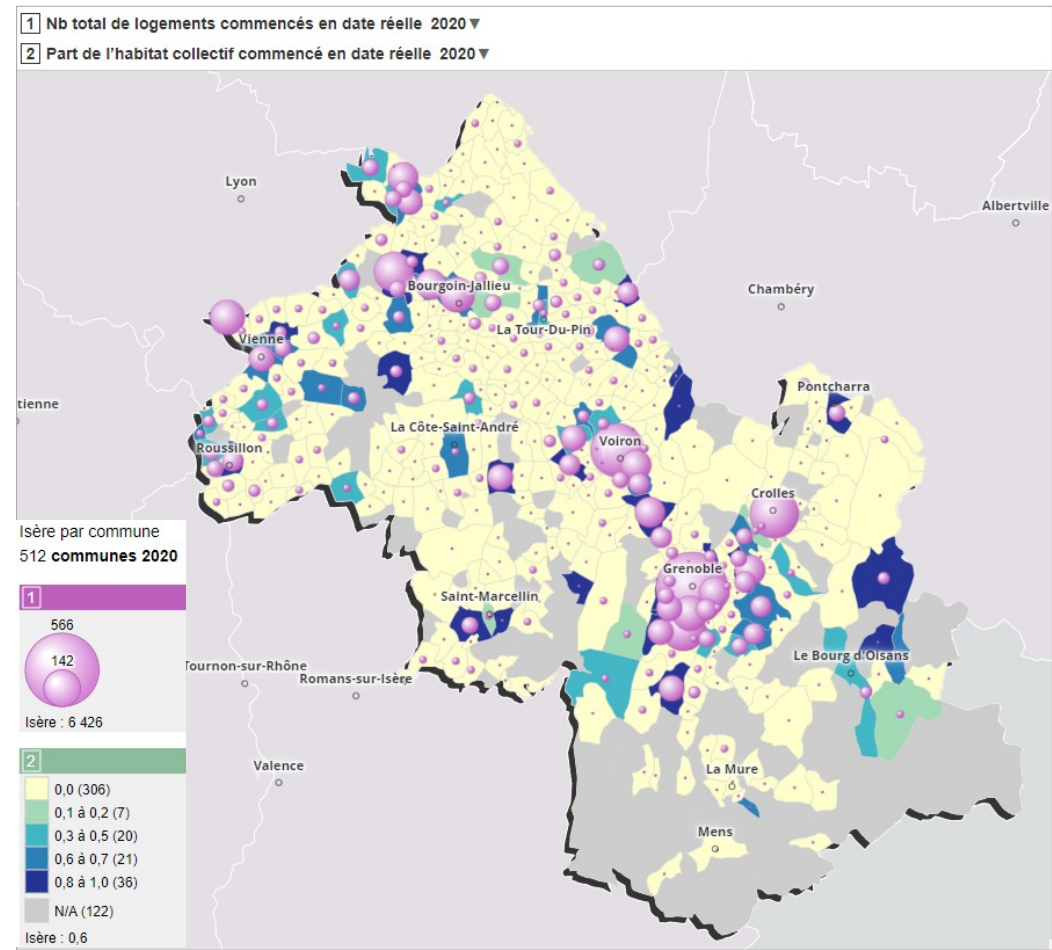 1 Nb total de logements commencés en date réelle 2020 ▼
2 Part de l'habitat collectif commencé en date réelle 2020 ▼
Lyon
Albertville
Chambéry
Bourgoin-Jallieu
La Tour-Du-Pin
Vienne
Pontcharra
tienne
La Côte-Saint-André
Voiron
Roussillon
Crolles
Grenoble
Saint-Marcellin
Le Bourg d'Oisans
Tournon-sur-Rhône
Romans-sur-Isère
Valence
La Mure
Mens
Isère par commune
512 communes 2020
1
566
142
Isère : 6 426
2
0,0 (306)
0,1 à 0,2 (7)
0,3 à 0,5 (20)
0,6 à 0,7 (21)
0,8 à 1,0 (36)
N/A (122)
Isère : 0,6